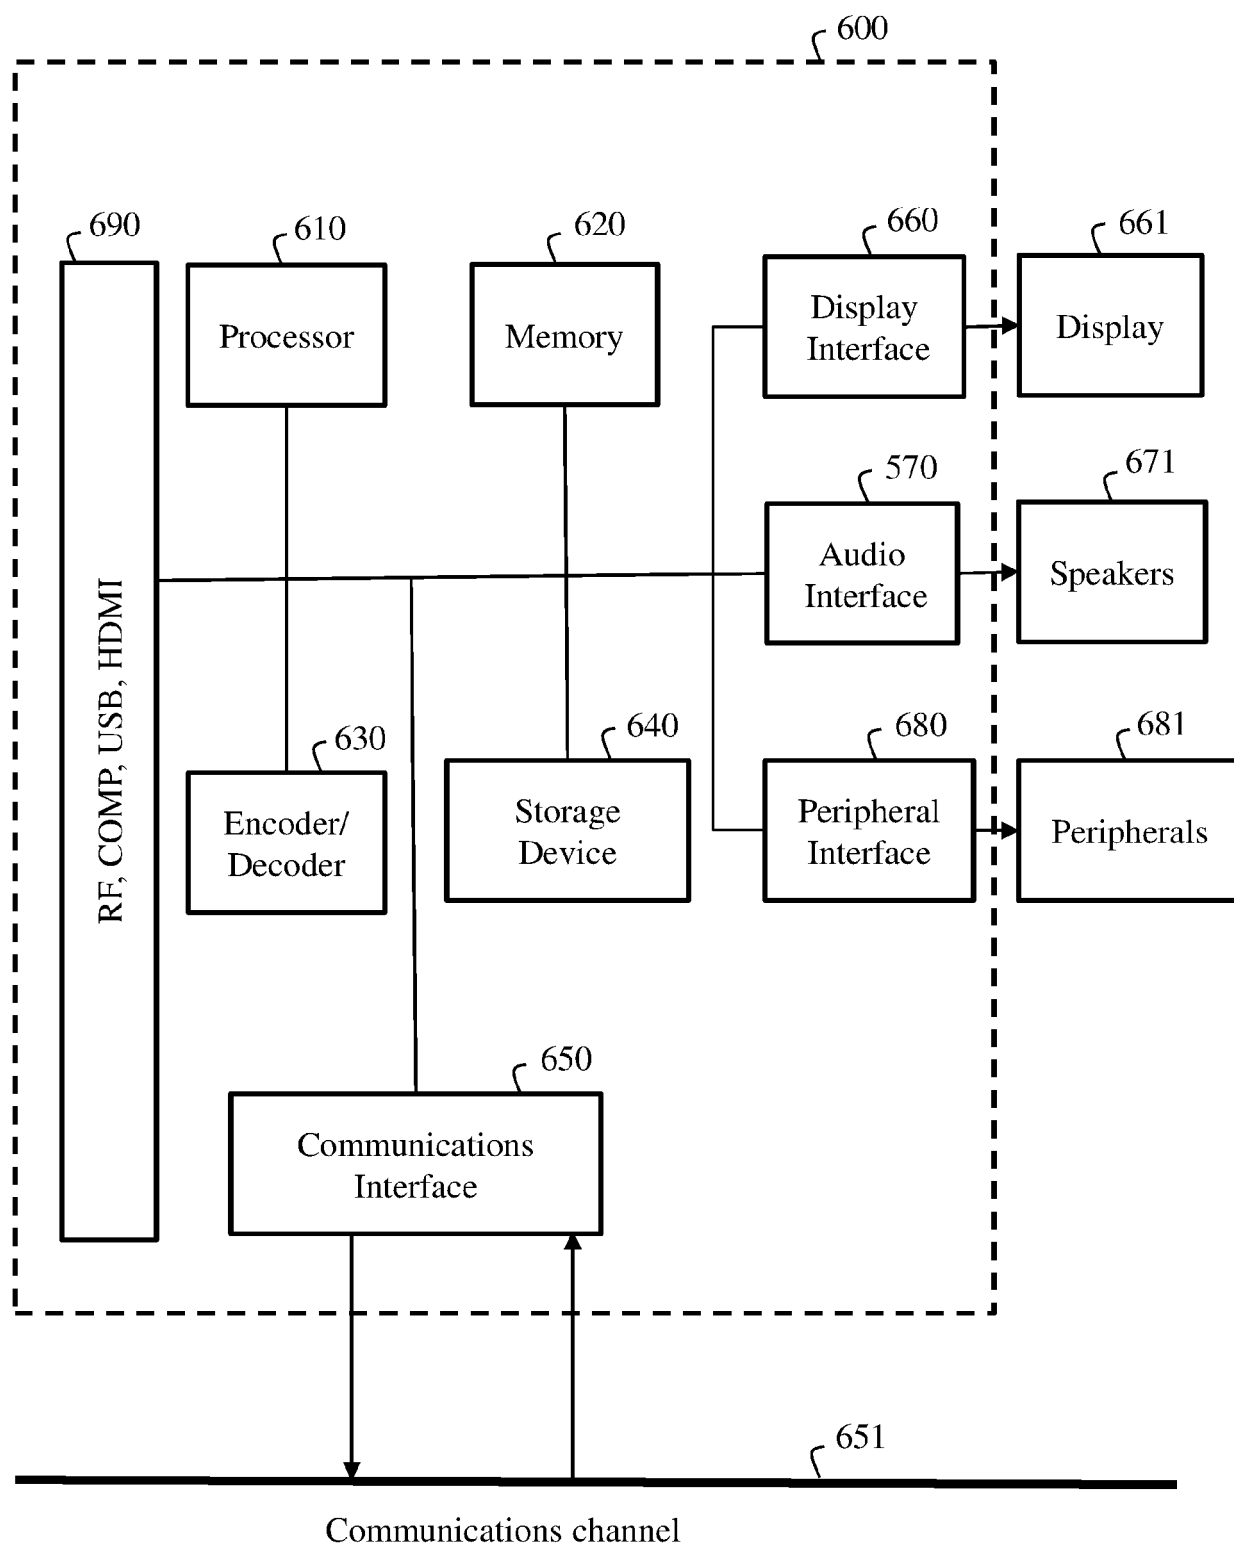 600
690
610
620
660
661
Processor
Memory
Display
Interface
Display
570
671
RF, COMP, USB, HDMI
Audio
Interface
Speakers
630
640
680
681
Encoder/
Decoder
Storage
Device
Peripheral
Interface
Peripherals
650
Communications
Interface
651
Communications channel